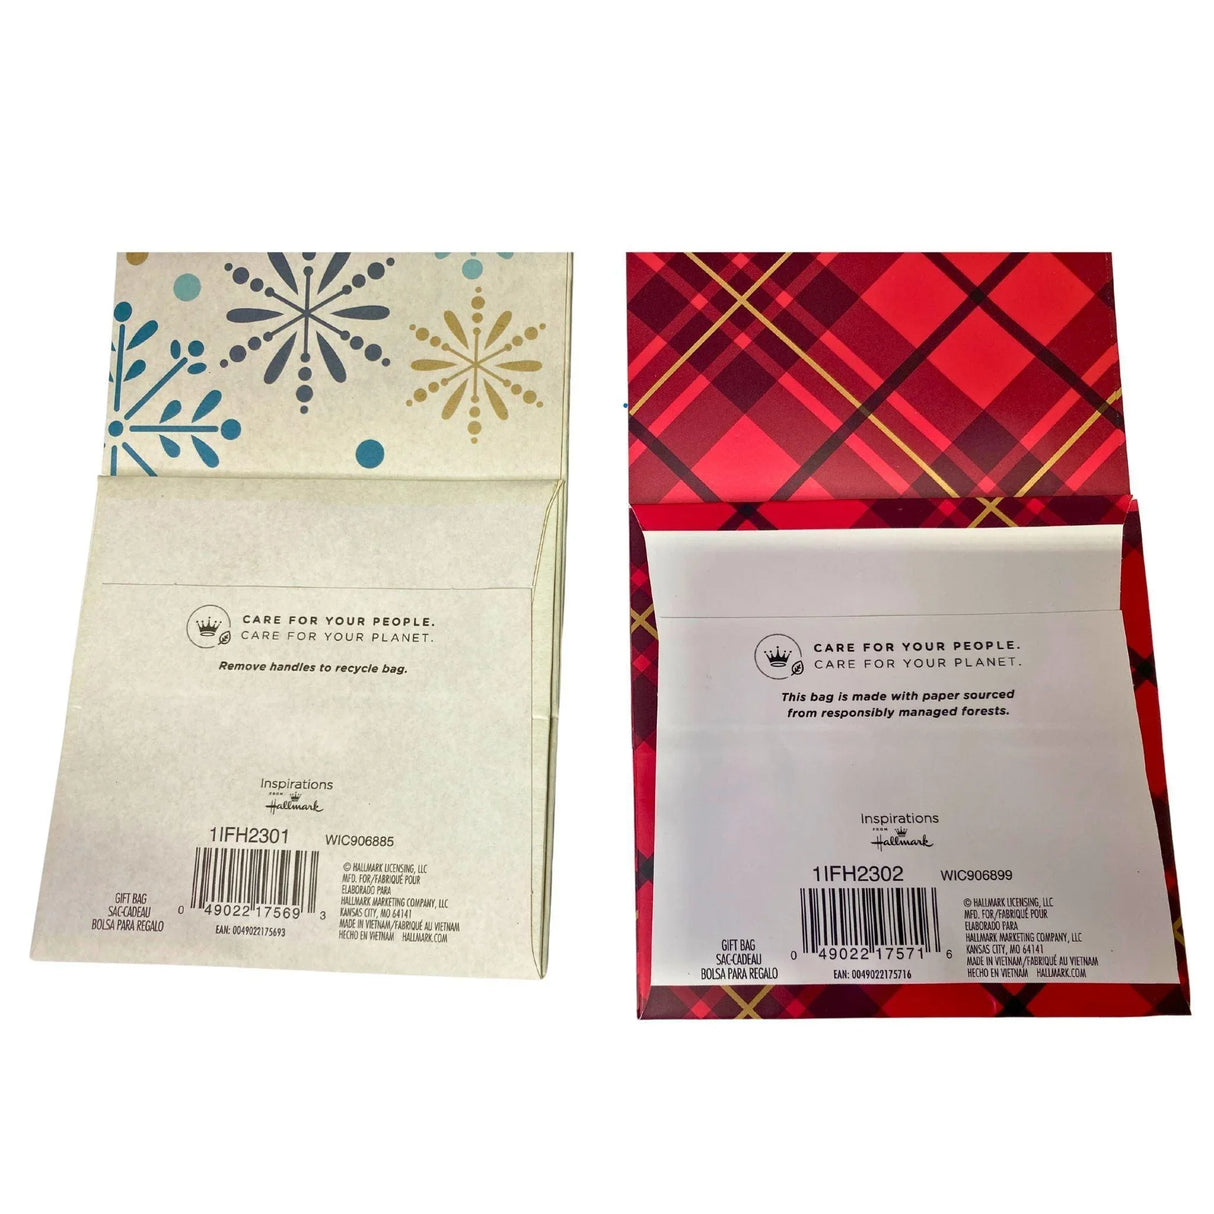 CARE FOR YOUR PEOPLE.
CARE FOR YOUR PLANET.
Remove handles to recycle bag.
Inspirations
FROM
Hallmark
1IFH2301
WIC906885
GIFT BAG
SAC-CADEAU
BOLSA PARA REGALO
0 49022 17569 3
EAN: 0049022175693
© HALLMARK LICENSING, LLC
MFD. FOR/FABRIQUÉ POUR
ELABORADO PARA
HALLMARK MARKETING COMPANY, LLC
KANSAS CITY, MO 64141
MADE IN VIETNAM/FABRIQUÉ AU VIETNAM
HECHO EN VIETNAM HALLMARK.COM
CARE FOR YOUR PEOPLE.
CARE FOR YOUR PLANET.
This bag is made with paper sourced
from responsibly managed forests.
Inspirations
FROM
Hallmark
1IFH2302
WIC906899
GIFT BAG
SAC-CADEAU
BOLSA PARA REGALO
0 49022 17571 6
EAN: 0049022175716
© HALLMARK LICENSING, LLC
MFD. FOR/FABRIQUÉ POUR
ELABORADO PARA
HALLMARK MARKETING COMPANY, LLC
KANSAS CITY, MO 64141
MADE IN VIETNAM/FABRIQUÉ AU VIETNAM
HECHO EN VIETNAM HALLMARK.COM